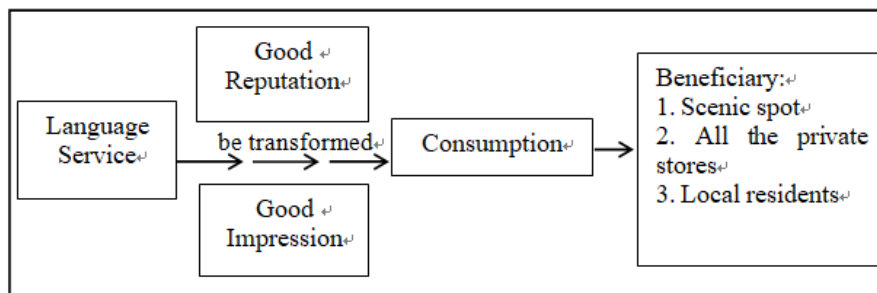 Language
Service
Good
Reputation
be transformed
Good
Impression
Consumption
Beneficiary:
1. Scenic spot
2. All the private
stores
3. Local residents